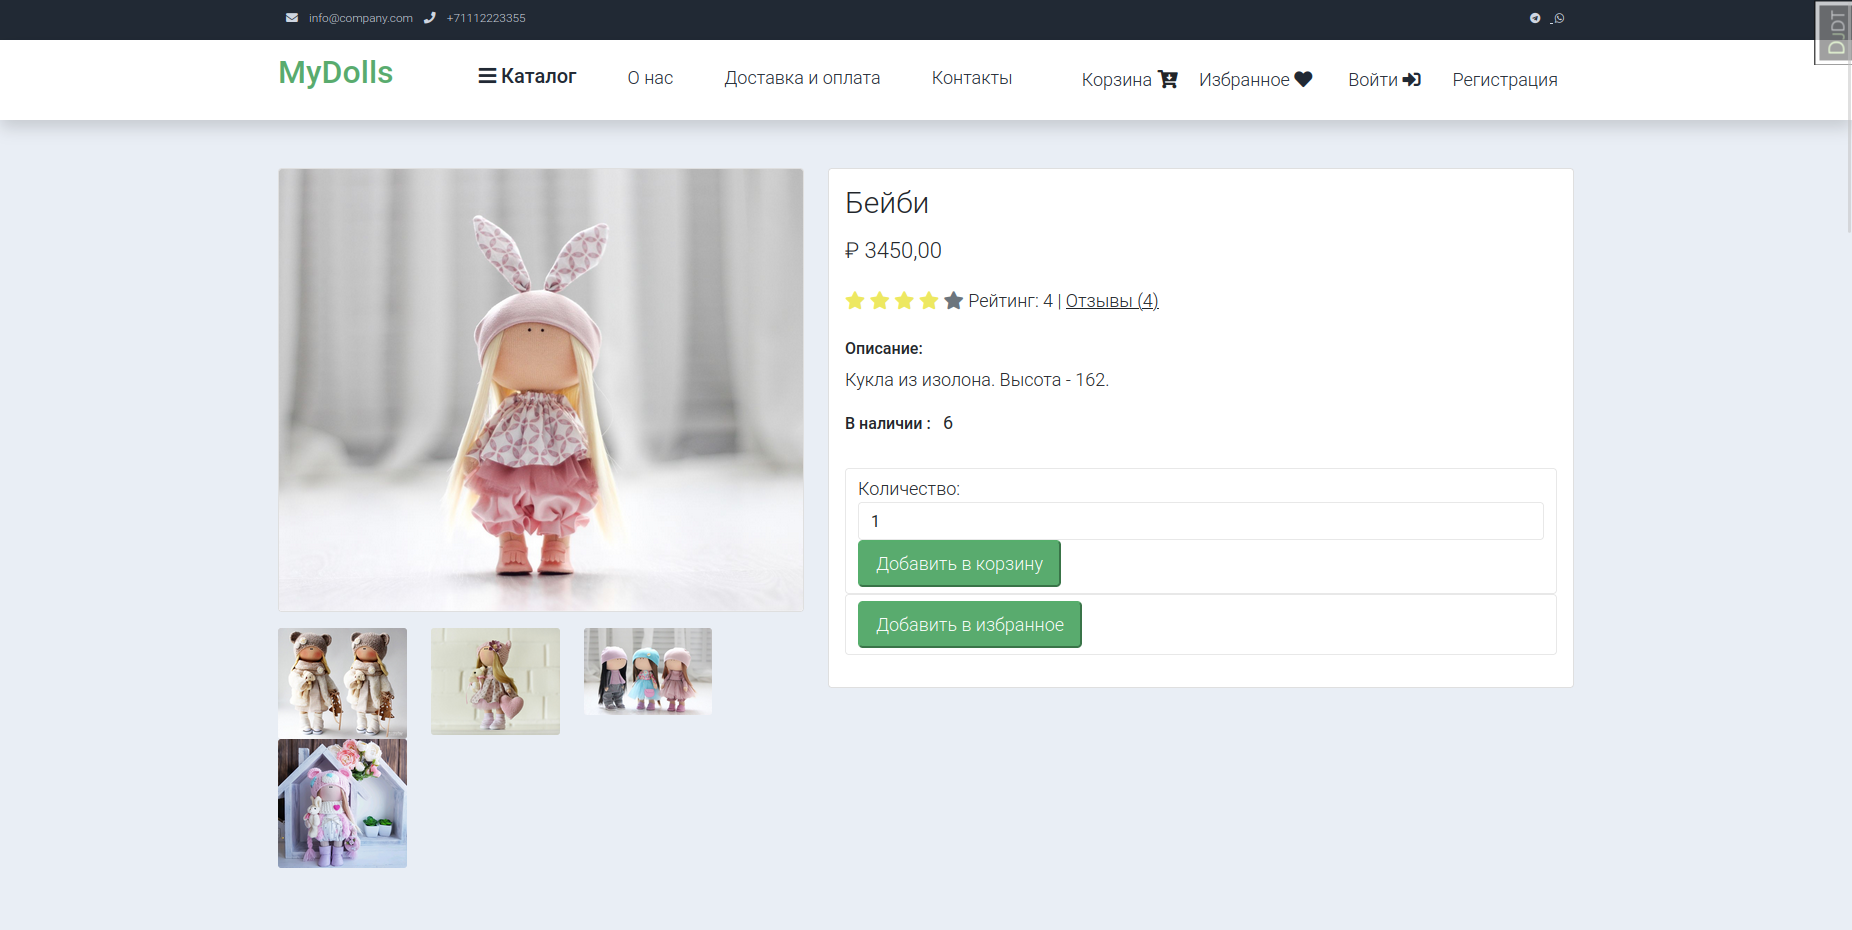 info@company.com +71112223355
DJDT
MyDolls Каталог О нас Доставка и оплата Контакты Корзина Избранное Войти Регистрация
Бейби
₽ 3450,00
Рейтинг: 4 | Отзывы (4)
Описание:
Кукла из изолона. Высота - 162.
В наличии : 6
Количество:
1
Добавить в корзину
Добавить в избранное